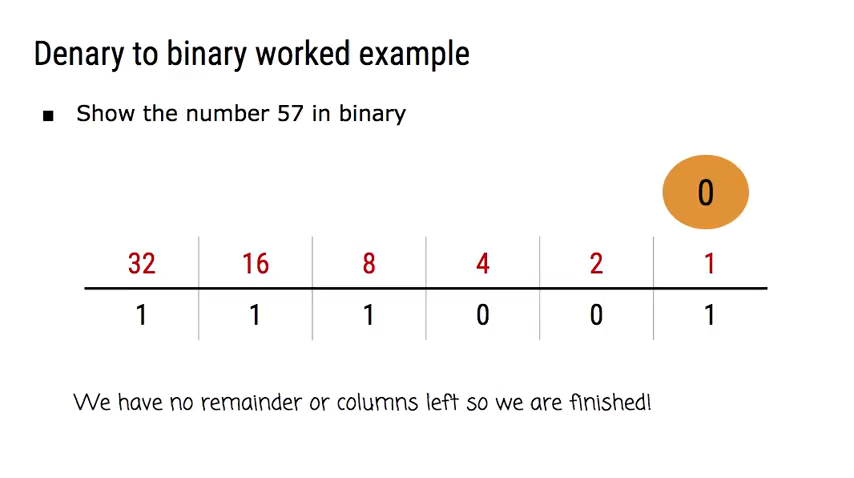 Denary to binary worked example
▪ Show the number 57 in binary
0
32 16 8 4 2 1
1 1 1 0 0 1
We have no remainder or columns left so we are finished!